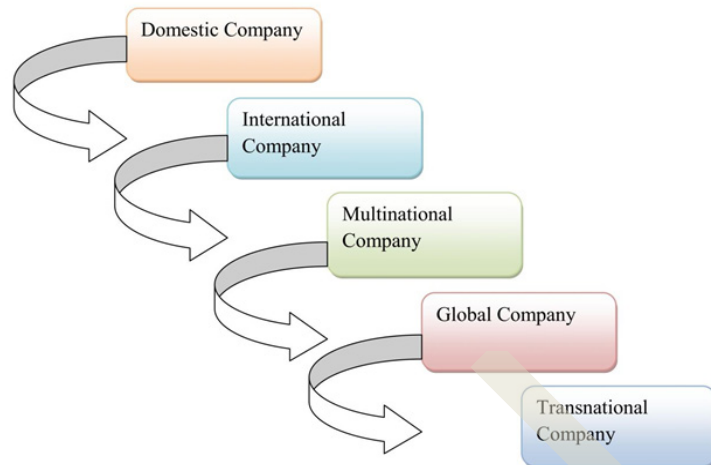 Domestic Company
International
Company
Multinational
Company
Global Company
Transnational
Company